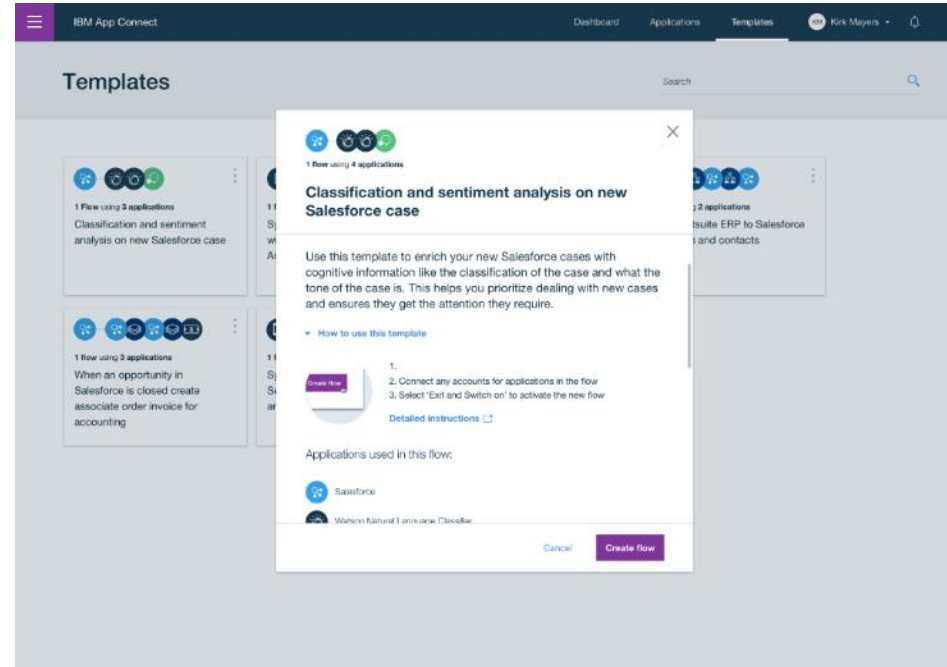 IBM App Connect
Dashboard
Applications
Templates
KM
Kirk Mayers
Templates
Search
1 Flow using 3 applications
Classification and sentiment
analysis on new Salesforce case
1 flow using 3 applications
When an opportunity in
Salesforce is closed create
associate order invoice for
accounting
1 flow using 4 applications
Classification and sentiment analysis on new
Salesforce case
Use this template to enrich your new Salesforce cases with
cognitive information like the classification of the case and what the
tone of the case is. This helps you prioritize dealing with new cases
and ensures they get the attention they require.
How to use this template
Create flow
1.
2. Connect any accounts for applications in the flow
3. Select 'Exit and Switch on' to activate the new flow
Detailed instructions
Applications used in this flow:
Salesforce
Watson Natural Language Classifier
Cancel
Create flow
2 applications
tsuite ERP to Salesforce
and contacts